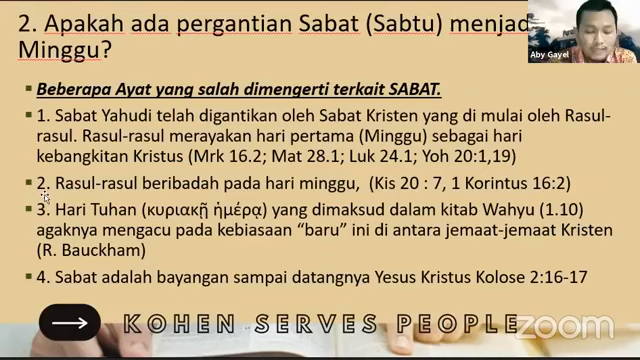 2. Apakah ada pergantian Sabat (Sabtu) menjad
Minggu?
Aby Gayel
Beberapa Ayat yang salah dimengerti terkait SABAT.
1. Sabat Yahudi telah digantikan oleh Sabat Kristen yang di mulai oleh Rasul-
rasul. Rasul-rasul merayakan hari pertama (Minggu) sebagai hari
kebangkitan Kristus (Mrk 16.2; Mat 28.1; Luk 24.1; Yoh 20:1,19)
2. Rasul-rasul beribadah pada hari minggu, (Kis 20 : 7, 1 Korintus 16:2)
3. Hari Tuhan (κυριακῇ ἡμέρᾳ) yang dimaksud dalam kitab Wahyu (1.10)
agaknya mengacu pada kebiasaan “baru” ini di antara jemaat-jemaat Kristen
(R. Bauckham)
4. Sabat adalah bayangan sampai datangnya Yesus Kristus Kolose 2:16-17
KOHEN SERVES PEOPLE
zoom